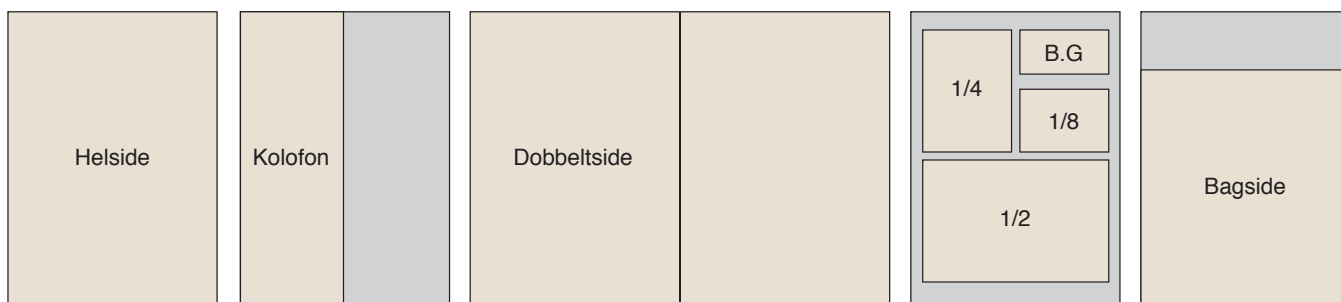 Helside
Kolofon
Dobbeltside
1/4
B.G
1/8
1/2
Bagside